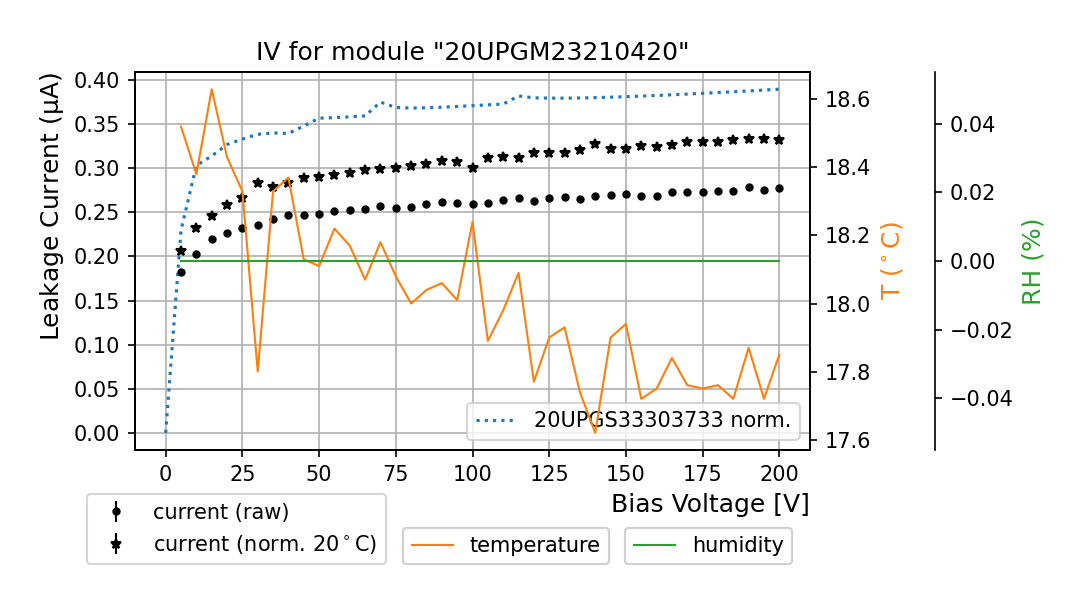 IV for module "20UPGM23210420"
Leakage Current (µA)
0.40
0.35
0.30
0.25
0.20
0.15
0.10
0.05
0.00
0
25
50
75
100
125
150
175
200
Bias Voltage [V]
18.6
18.4
18.2
18.0
17.8
17.6
T (°C)
0.04
0.02
0.00
−0.02
−0.04
RH (%)
20UPGS33303733 norm.
current (raw)
current (norm. 20°C)
temperature
humidity